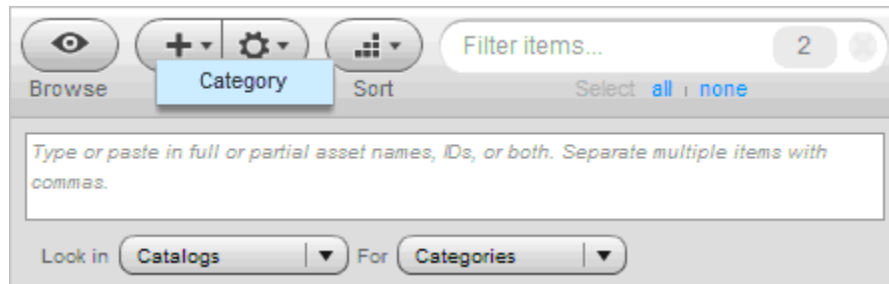 Filter items... 2
Category
Browse Sort Select all none
Type or paste in full or partial asset names, IDs, or both. Separate multiple items with
commas.
Look in Catalogs For Categories